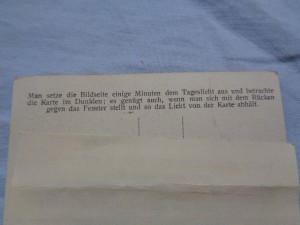 Man setze die Bildseite einige Minuten dem Tageslicht aus und betrachte
die Karte im Dunklen; es genügt auch, wenn man sich mit dem Rücken
gegen das Fenster stellt und so das Licht von der Karte abhält.